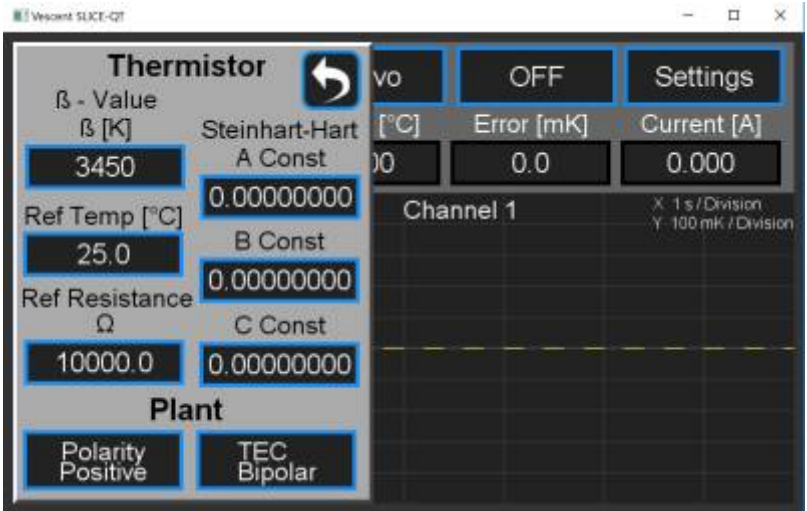 Vescent SLICE-QT
Thermistor
ß - Value
ß [K]
3450
Ref Temp [°C]
25.0
Ref Resistance
Ω
10000.0
Steinhart-Hart
A Const
0.00000000
B Const
0.00000000
C Const
0.00000000
Plant
Polarity
Positive
TEC
Bipolar
vo
OFF
Settings
[°C]
Error [mK]
Current [A]
00
0.0
0.000
Channel 1
X 1 s / Division
Y 100 mK / Division